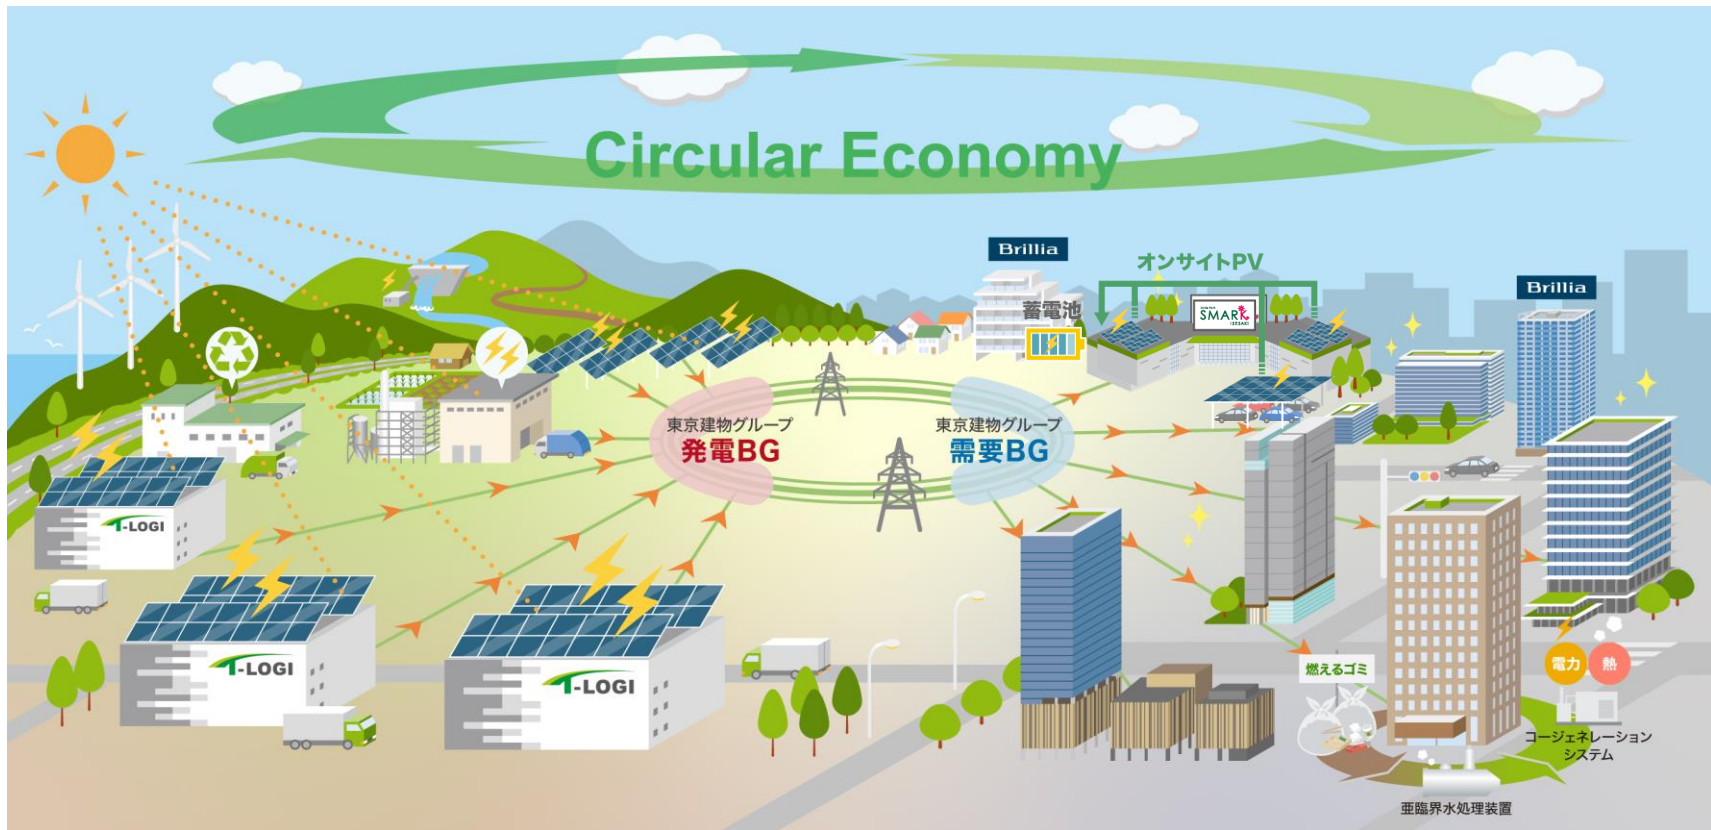 Circular Economy
Brillia
オンサイトPV
Brillia
蓄電池
SMARK
ISESAKI
東京建物グループ
発電BG
東京建物グループ
需要BG
T-LOGI
T-LOGI
T-LOGI
燃えるゴミ
電力
熱
コージェネレーション
システム
亜臨界水処理装置